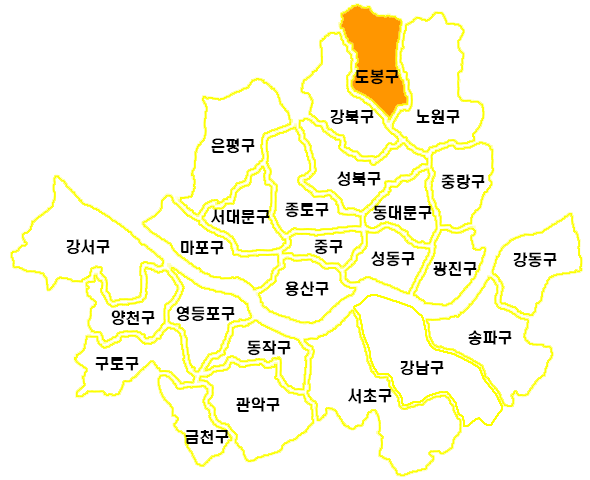 도봉구
강북구
노원구
은평구
성북구
중랑구
서대문구
종토구
동대문구
강서구
마포구
중구
성동구
광진구
강동구
용산구
양천구
영등포구
송파구
구토구
동작구
강남구
서초구
관악구
금천구